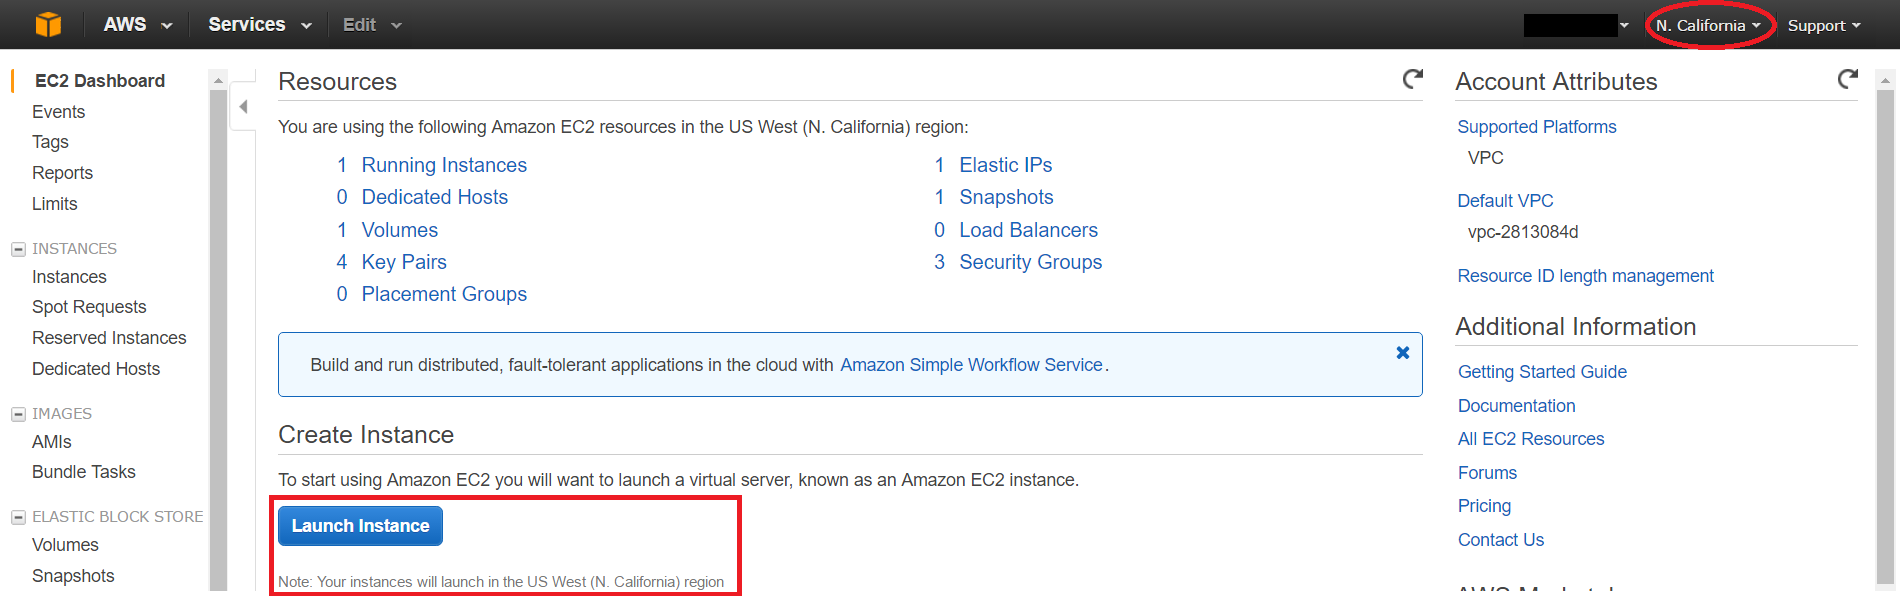 AWS Services Edit N. California Support
EC2 Dashboard
Events
Tags
Reports
Limits
INSTANCES
Instances
Spot Requests
Reserved Instances
Dedicated Hosts
IMAGES
AMIs
Bundle Tasks
ELASTIC BLOCK STORE
Volumes
Snapshots
Resources
You are using the following Amazon EC2 resources in the US West (N. California) region:
1 Running Instances
0 Dedicated Hosts
1 Volumes
4 Key Pairs
0 Placement Groups
1 Elastic IPs
1 Snapshots
0 Load Balancers
3 Security Groups
Build and run distributed, fault-tolerant applications in the cloud with Amazon Simple Workflow Service.
Create Instance
To start using Amazon EC2 you will want to launch a virtual server, known as an Amazon EC2 instance.
Launch Instance
Note: Your instances will launch in the US West (N. California) region
Account Attributes
Supported Platforms
VPC
Default VPC
vpc-2813084d
Resource ID length management
Additional Information
Getting Started Guide
Documentation
All EC2 Resources
Forums
Pricing
Contact Us